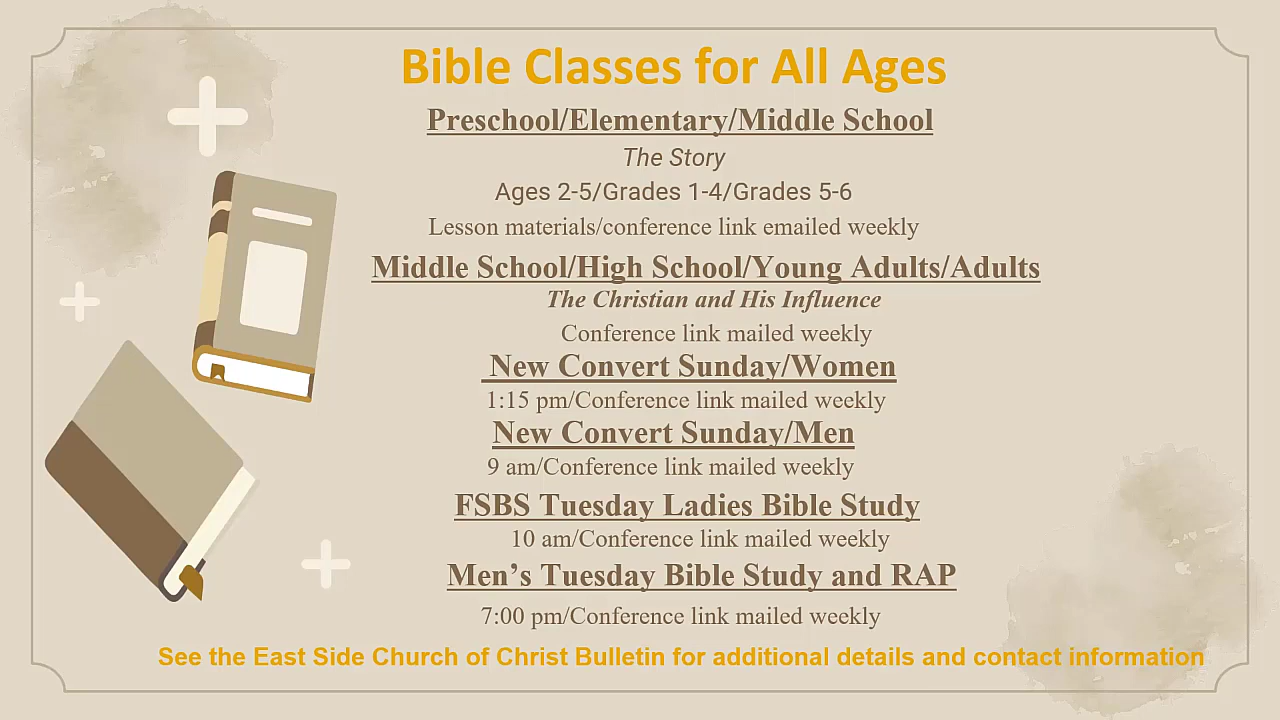 Bible Classes for All Ages
Preschool/Elementary/Middle School
The Story
Ages 2-5/Grades 1-4/Grades 5-6
Lesson materials/conference link emailed weekly
Middle School/High School/Young Adults/Adults
The Christian and His Influence
Conference link mailed weekly
New Convert Sunday/Women
1:15 pm/Conference link mailed weekly
New Convert Sunday/Men
9 am/Conference link mailed weekly
FSBS Tuesday Ladies Bible Study
10 am/Conference link mailed weekly
Men’s Tuesday Bible Study and RAP
7:00 pm/Conference link mailed weekly
See the East Side Church of Christ Bulletin for additional details and contact information